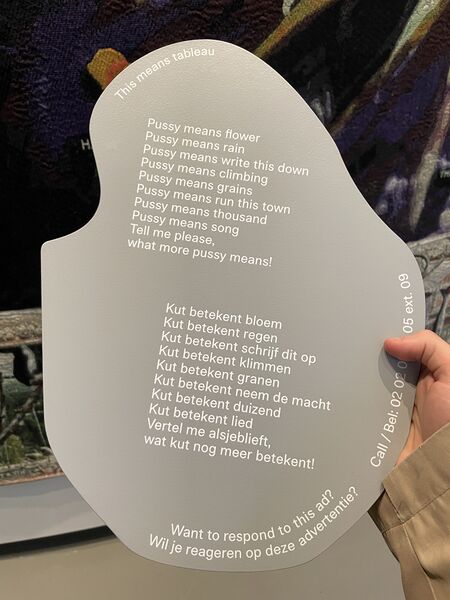 This means tableau
Pussy means flower
Pussy means rain
Pussy means write this down
Pussy means climbing
Pussy means grains
Pussy means run this town
Pussy means thousand
Pussy means song
Tell me please,
what more pussy means!
Kut betekent bloem
Kut betekent regen
Kut betekent schrijf dit op
Kut betekent klimmen
Kut betekent granen
Kut betekent neem de macht
Kut betekent duizend
Kut betekent lied
Vertel me alsjeblieft,
wat kut nog meer betekent!
Want to respond to this ad?
Wil je reageren op deze advertentie?
Call / Bel: 02 02 05 ext. 09